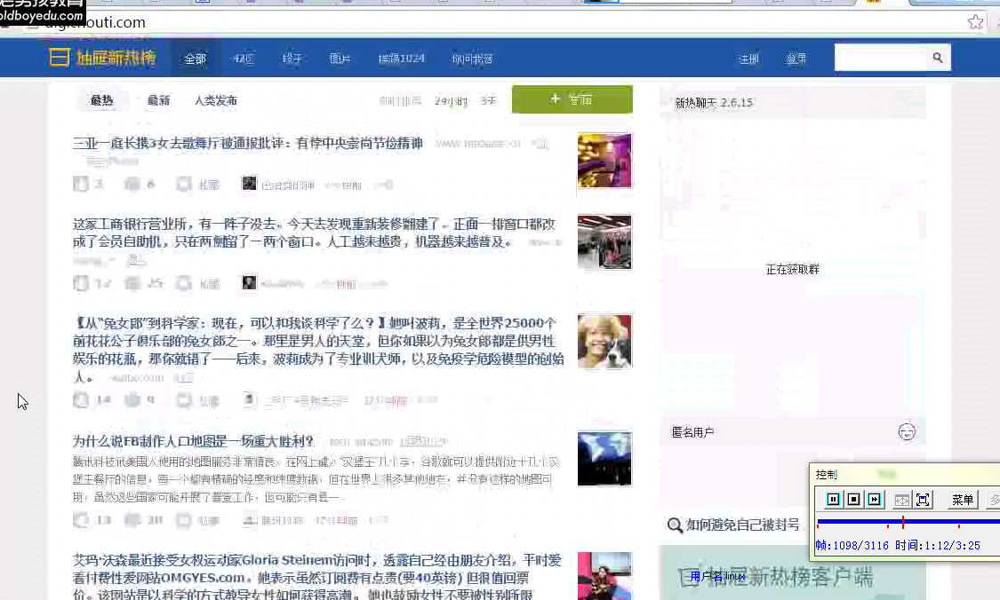 老男孩教育
oldboyedu.com
dig.chouti.com
抽屉新热榜 全部 42区 段子 图片 挨踢1024 你问我答 注册 登录
最热 最新 人类发布 24小时 3天 + 发布
新热聊天 2.6.15
三亚一庭长携3女去歌舞厅被通报批评：有悖中央崇尚节俭精神
3 6 私藏
这家工商银行营业所，有一阵子没去。今天去发现重新装修翻建了。正面一排窗口都改
成了会员自助机，只在两侧留了一两个窗口。人工越来越贵，机器越来越普及。
12 25 私藏
正在获取群
【从“兔女郎”到科学家：现在，可以和我谈科学了么？】她叫波莉，是全世界25000个
前花花公子俱乐部的兔女郎之一。那里是男人的天堂，但你如果以为兔女郎都是供男性
娱乐的花瓶，那你就错了——后来，波莉成为了专业训犬师，以及免疫学危险模型的创始
人。
14 9 私藏
匿名用户
为什么说FB制作人口地图是一场重大胜利？
腾讯科技讯美国人使用的地图服务非常精良。在网上键入“汉堡王”几个字，谷歌就可以提供附近十几个汉
堡王餐厅的信息，每一个都有精确的经度和纬度数据。但在世界上很多其他地方，并没有这样的地图可
用，虽然这些国家可能开展了普查工作，但可能只有县一
13 私藏
如何避免自己被封号
艾玛·沃森最近接受女权运动家Gloria Steinem访问时，透露自己经由朋友介绍，平时爱
看付费性爱网站OMGYES.com。她表示虽然订阅费有点贵(要40英镑) 但很值回票
价。该网站是以科学的方式教导女性如何获得高潮。她也鼓励女性不要被性别所限
抽屉新热榜客户端
用户名:linux
控制
菜单
多
帧:1098/3116 时间:1:12/3:25